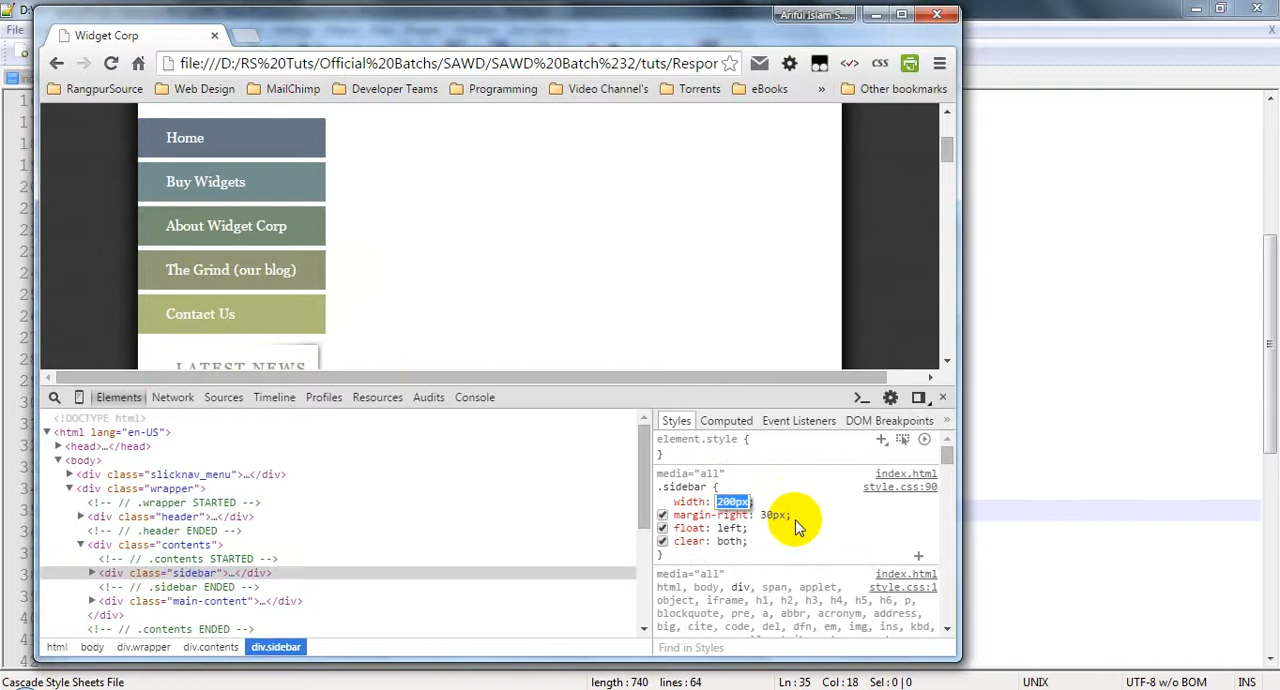 D:\
Ariful Islam S...
File
Widget Corp
file:///D:/RS%20Tuts/Official%20Batchs/SAWD/SAWD%20Batch%232/tuts/Respor
CSS
RangpurSource
Web Design
MailChimp
Developer Teams
Programming
Video Channel's
Torrents
eBooks
»
Other bookmarks
Home
Buy Widgets
About Widget Corp
The Grind (our blog)
Contact Us
LATEST NEWS
Elements Network Sources Timeline Profiles Resources Audits Console
<!DOCTYPE html>
<html lang="en-US">
<head>…</head>
<body>
<div class="slicknav_menu">…</div>
<div class="wrapper">
<!-- // .wrapper STARTED -->
<div class="header">…</div>
<!-- // .header ENDED -->
<div class="contents">
<!-- // .contents STARTED -->
<div class="sidebar">…</div>
<!-- // .sidebar ENDED -->
<div class="main-content">…</div>
</div>
<!-- // .contents ENDED -->
html body div.wrapper div.contents div.sidebar
Styles Computed Event Listeners DOM Breakpoints »
element.style {
}
media="all" index.html
.sidebar { style.css:90
width: 200px;
margin-right: 30px;
float: left;
clear: both;
}
media="all" index.html
html, body, div, span, applet, style.css:1
object, iframe, h1, h2, h3, h4, h5, h6, p,
blockquote, pre, a, abbr, acronym, address,
big, cite, code, del, dfn, em, img, ins, kbd,
Find in Styles
Cascade Style Sheets File
length : 740 lines : 64
Ln : 35 Col : 18 Sel : 0 | 0
UNIX
UTF-8 w/o BOM
INS